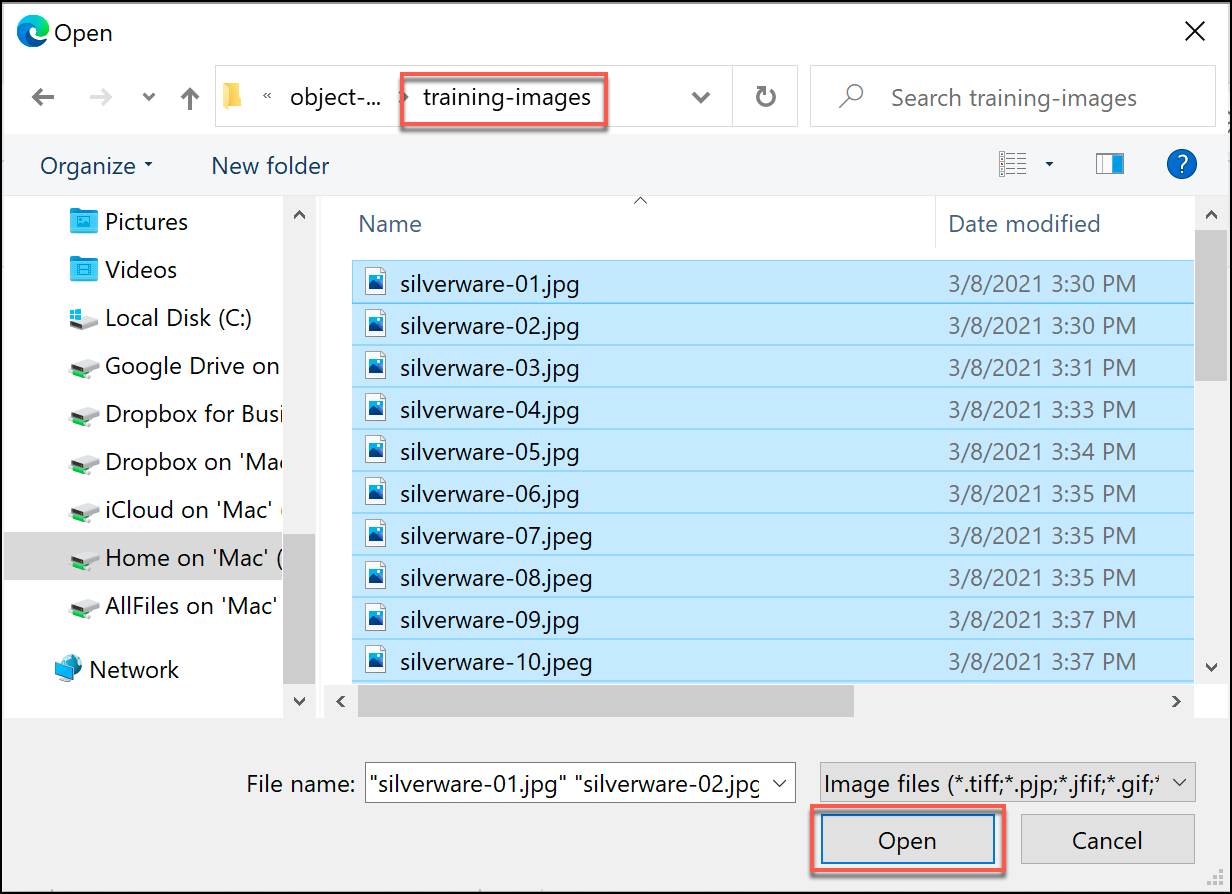 Open
« object-... › training-images
Search training-images
Organize
New folder
?
Pictures
Videos
Local Disk (C:)
Google Drive on
Dropbox for Busi
Dropbox on 'Mac
iCloud on 'Mac' (
Home on 'Mac' (
AllFiles on 'Mac'
Network
Name Date modified
silverware-01.jpg 3/8/2021 3:30 PM
silverware-02.jpg 3/8/2021 3:30 PM
silverware-03.jpg 3/8/2021 3:31 PM
silverware-04.jpg 3/8/2021 3:33 PM
silverware-05.jpg 3/8/2021 3:34 PM
silverware-06.jpg 3/8/2021 3:35 PM
silverware-07.jpeg 3/8/2021 3:35 PM
silverware-08.jpeg 3/8/2021 3:35 PM
silverware-09.jpg 3/8/2021 3:37 PM
silverware-10.jpeg 3/8/2021 3:37 PM
File name: "silverware-01.jpg" "silverware-02.jpg
Image files (*.tiff;*.pjp;*.jfif;*.gif;*
Open
Cancel